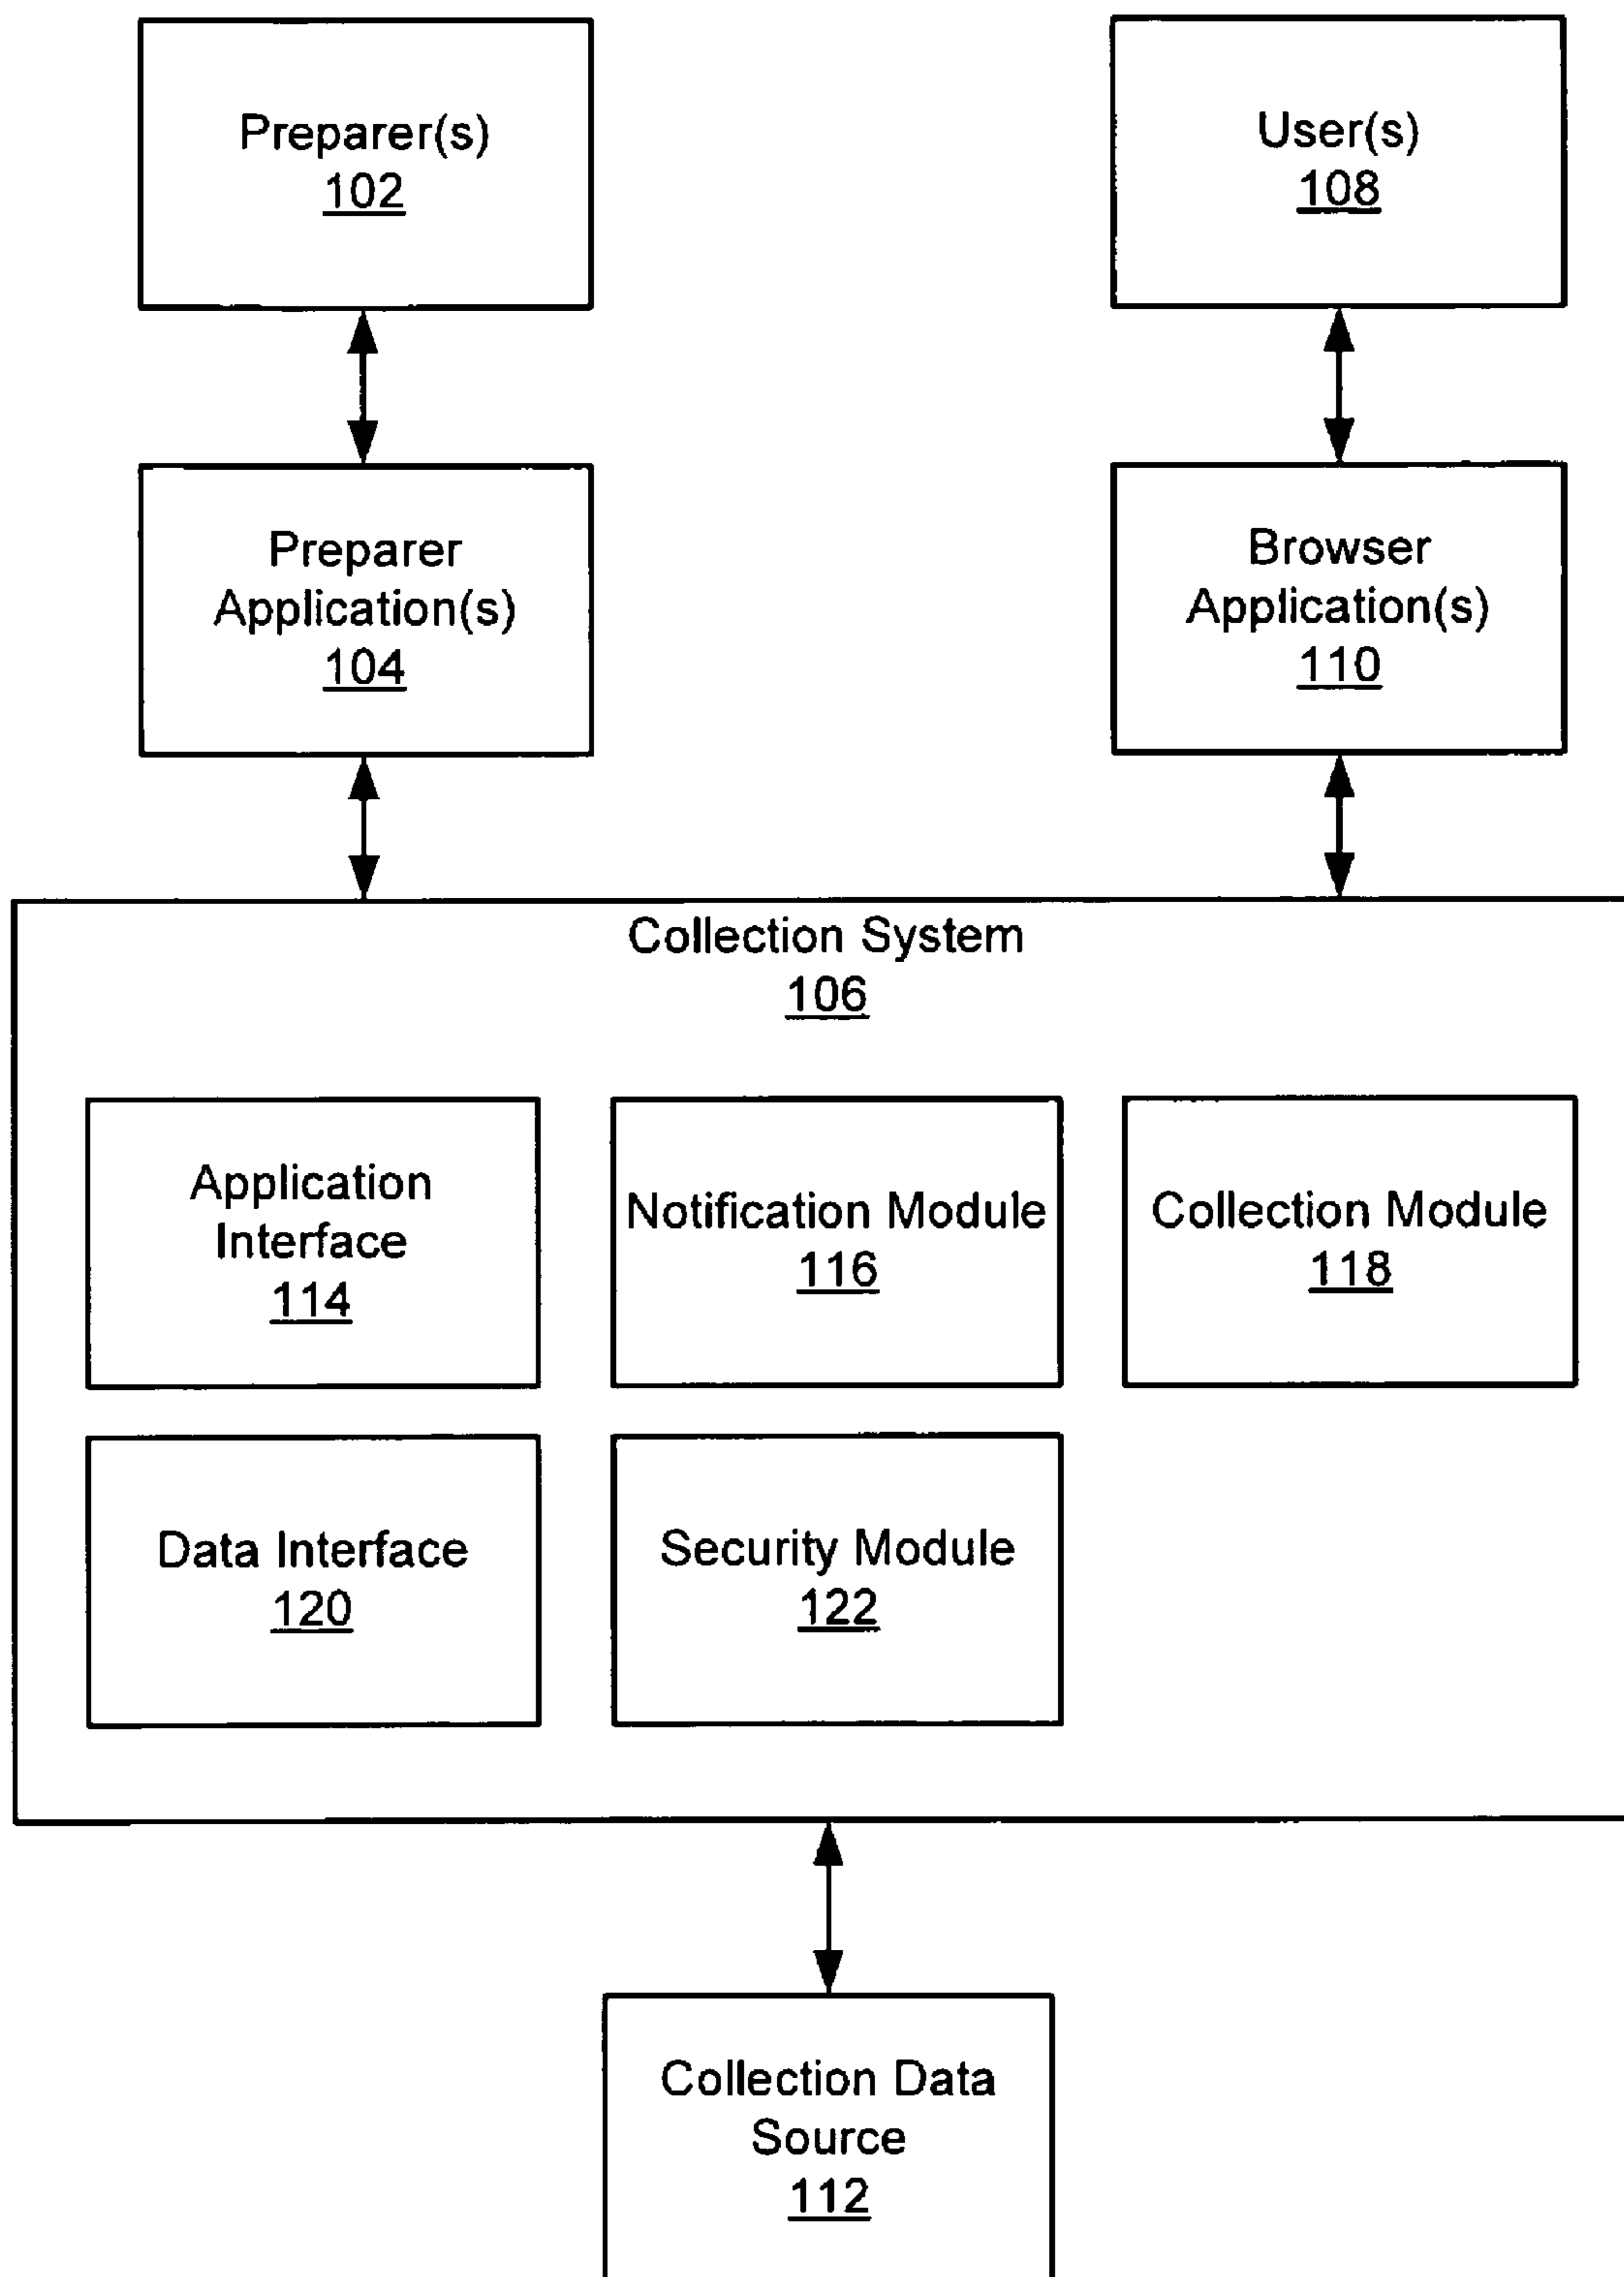 Preparer(s)
102
User(s)
108
Preparer
Application(s)
104
Browser
Application(s)
110
Collection System
106
Application
Interface
114
Notification Module
116
Collection Module
118
Data Interface
120
Security Module
122
Collection Data
Source
112